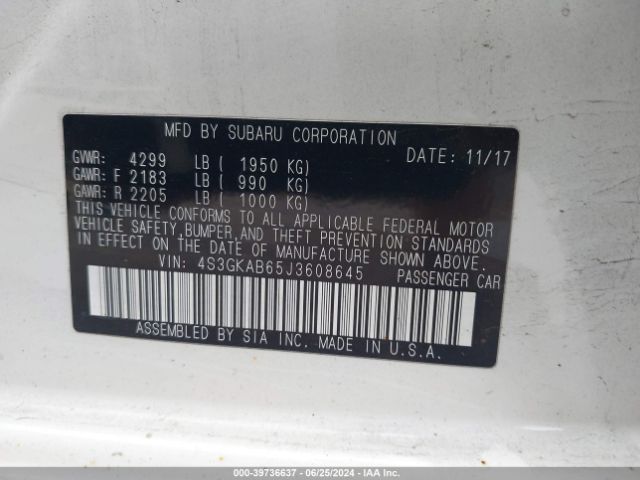 MFD BY SUBARU CORPORATION
GVWR: 4299 LB ( 1950 KG) DATE: 11/17
GAWR: F 2183 LB ( 990 KG)
GAWR: R 2205 LB ( 1000 KG)
THIS VEHICLE CONFORMS TO ALL APPLICABLE FEDERAL MOTOR
VEHICLE SAFETY,BUMPER,AND THEFT PREVENTION STANDARDS
IN EFFECT ON THE DATE OF MANUFACTURE SHOWN ABOVE.
VIN: 4S3GKAB65J3608645 PASSENGER CAR
ASSEMBLED BY SIA INC. MADE IN U.S.A.
000-39736637 - 06/25/2024 - IAA Inc.